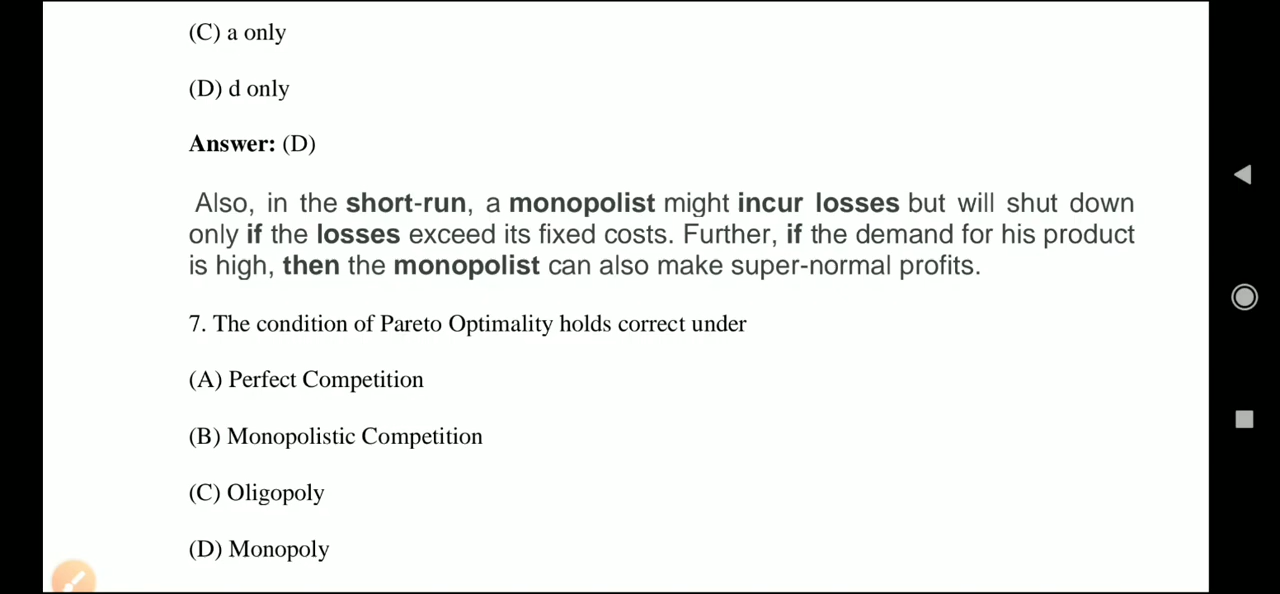 (C) a only
(D) d only
Answer: (D)
Also, in the short-run, a monopolist might incur losses but will shut down
only if the losses exceed its fixed costs. Further, if the demand for his product
is high, then the monopolist can also make super-normal profits.
7. The condition of Pareto Optimality holds correct under
(A) Perfect Competition
(B) Monopolistic Competition
(C) Oligopoly
(D) Monopoly